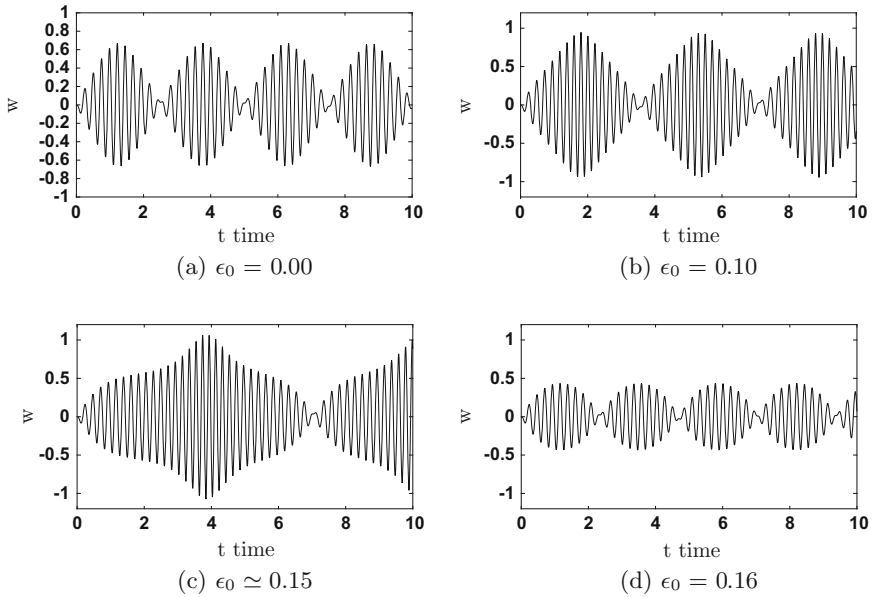 1
0.8
0.6
0.4
0.2
0
-0.2
-0.4
-0.6
-0.8
-1
w
0 2 4 6 8 10
t time
(a) ϵ₀ = 0.00
1
0.5
0
-0.5
-1
w
0 2 4 6 8 10
t time
(b) ϵ₀ = 0.10
1
0.5
0
-0.5
-1
w
0 2 4 6 8 10
t time
(c) ϵ₀ ≃ 0.15
1
0.5
0
-0.5
-1
w
0 2 4 6 8 10
t time
(d) ϵ₀ = 0.16